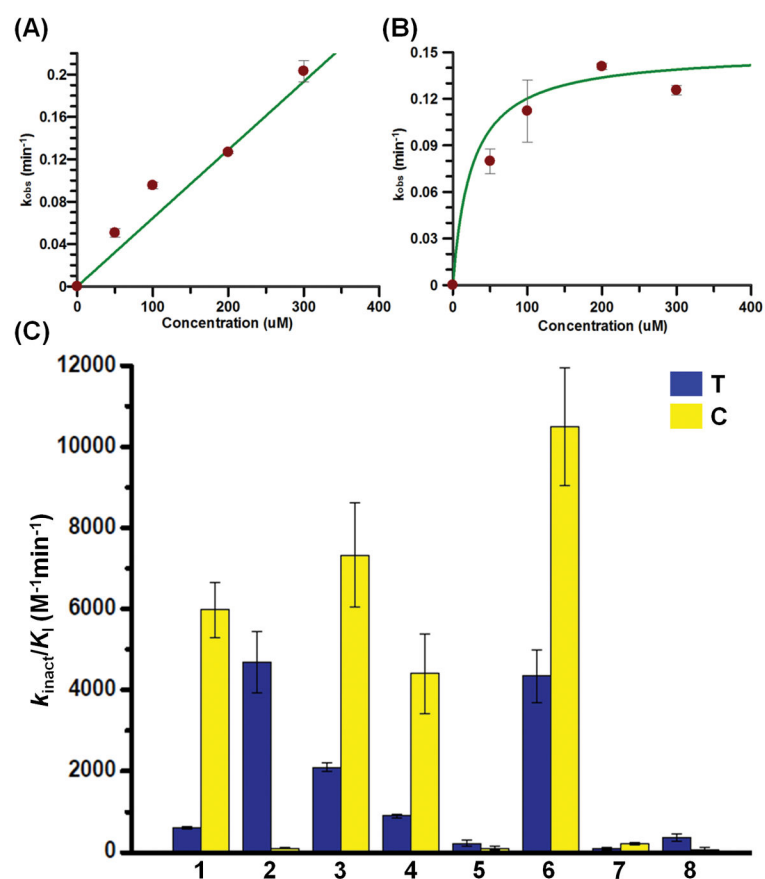 (A)
0.2
0.16
0.12
0.08
0.04
0
0 100 200 300 400
kobs (min-1)
Concentration (uM)
(B)
0.15
0.12
0.09
0.06
0.03
0
0 100 200 300 400
kobs (min-1)
Concentration (uM)
(C)
12000
10000
8000
6000
4000
2000
0
kinact/KI (M-1min-1)
T
C
1 2 3 4 5 6 7 8